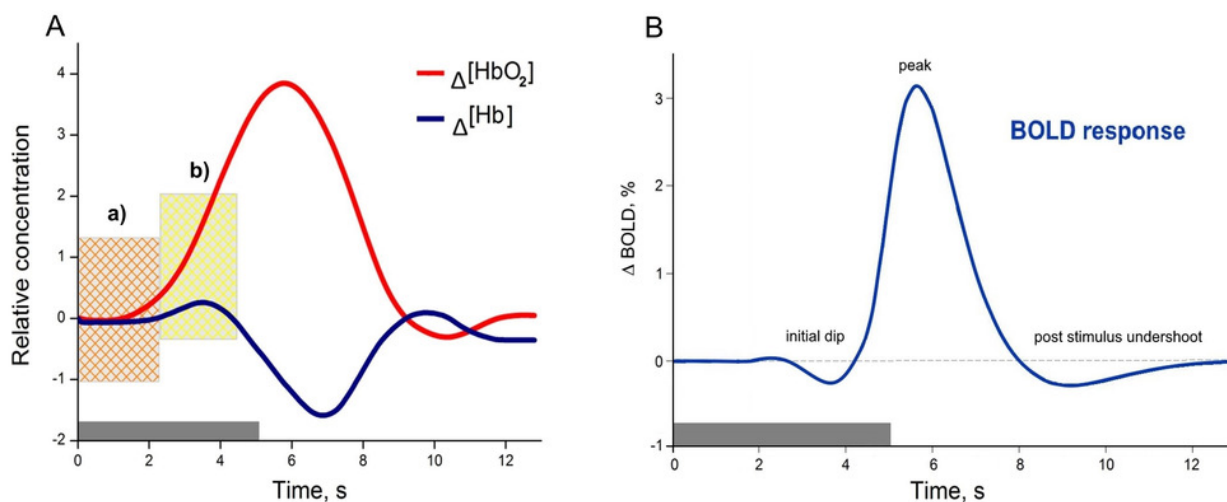 A
Relative concentration
4
3
2
1
0
-1
-2
a)
b)
Δ[HbO₂]
Δ[Hb]
0 2 4 6 8 10 12
Time, s
B
Δ BOLD, %
3
2
1
0
-1
peak
BOLD response
initial dip
post stimulus undershoot
0 2 4 6 8 10 12
Time, s